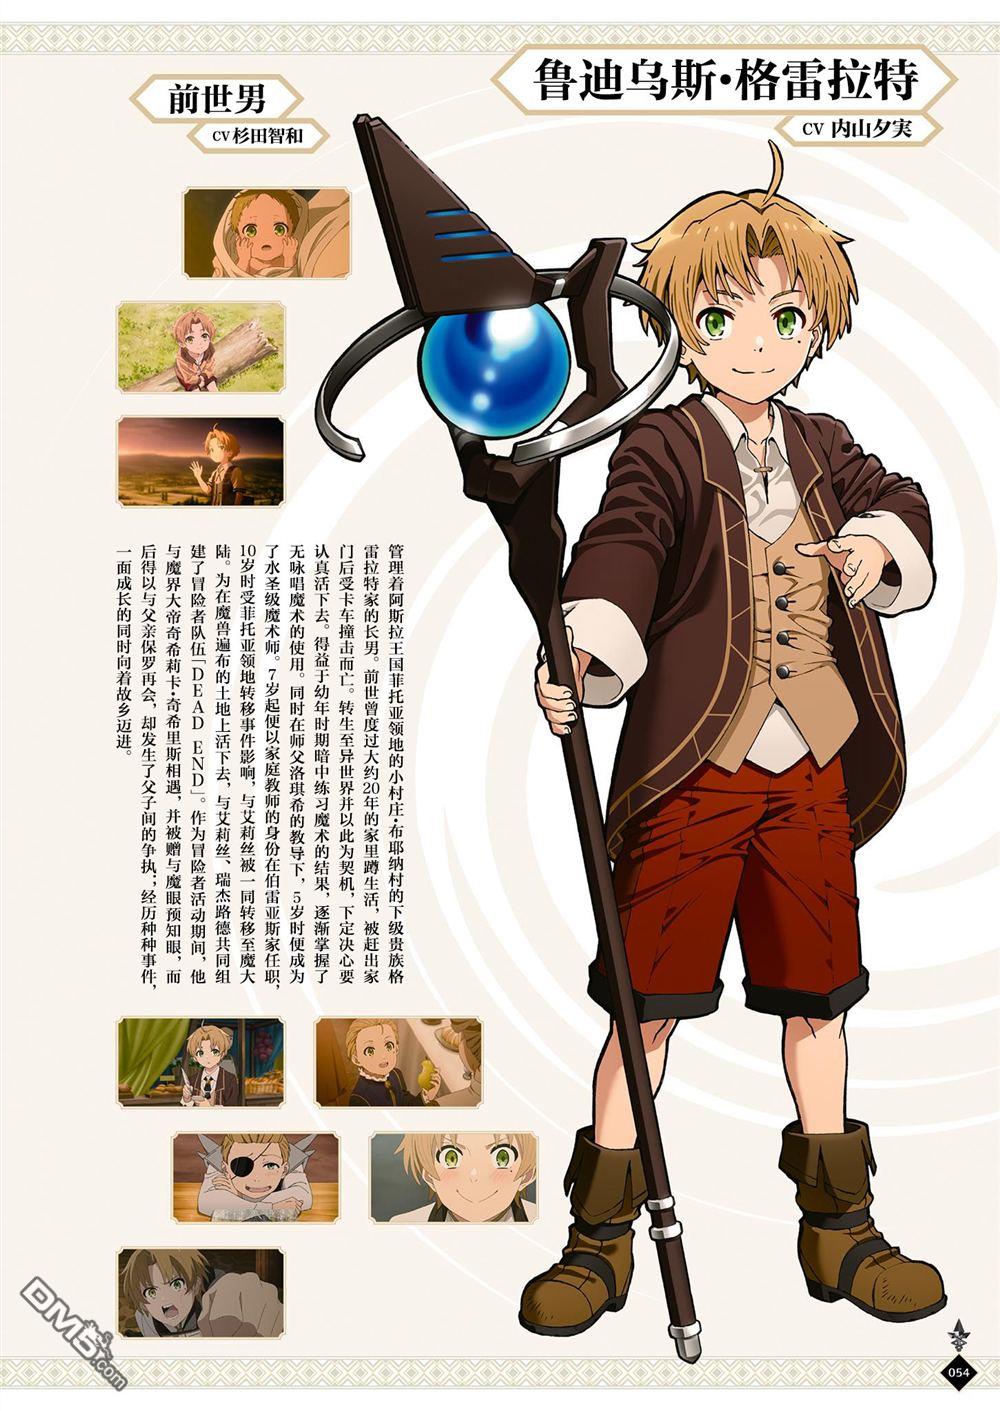 鲁迪乌斯·格雷拉特
CV 内山夕実
前世男
CV 杉田智和
管理着阿斯拉王国菲托亚领地的小村庄·布耶纳村的下级贵族格
雷拉特家的长男。前世曾度过大约20年的家里蹲生活，被赶出家
门后受卡车撞击而亡。转生至异世界并以此为契机，下定决心要
认真活下去。得益于幼年时期暗中练习魔术的结果，逐渐掌握了
无咏唱魔术的使用。同时在师父洛琪希的教导下，5岁时便成为
了水圣级魔术师。7岁起便以家庭教师的身份在伯雷亚斯家任职，
10岁时受菲托亚领地转移事件影响，与艾莉丝被一同转移至魔大
陆。为在魔兽遍布的土地上活下去，与艾莉丝、瑞杰路德共同组
建了冒险者队伍「DEAD END」。作为冒险者活动期间，他
与魔界大帝奇希莉卡·奇希里斯相遇，并被赠与魔眼预知眼，而
后得以与父亲保罗再会，却发生了父子间的争执；经历种种事件，
一面成长的同时向着故乡迈进。
DM5.com
054